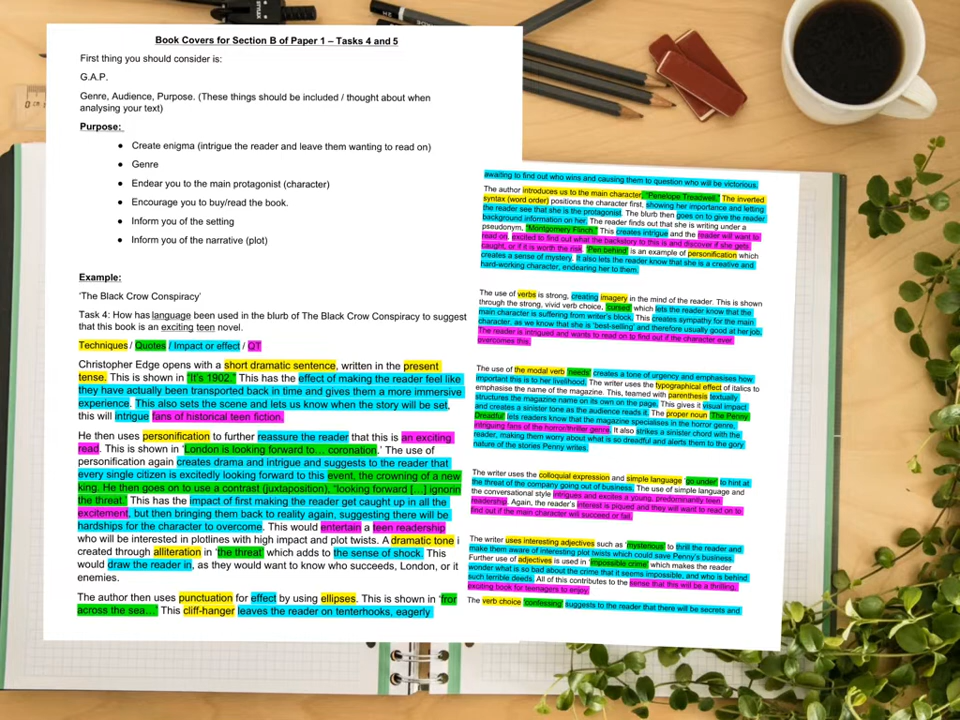 Book Covers for Section B of Paper 1 – Tasks 4 and 5
First thing you should consider is:
G.A.P.
Genre, Audience, Purpose. (These things should be included / thought about when
analysing your text)
Purpose:
● Create enigma (intrigue the reader and leave them wanting to read on)
● Genre
● Endear you to the main protagonist (character)
● Encourage you to buy/read the book.
● Inform you of the setting
● Inform you of the narrative (plot)
Example:
'The Black Crow Conspiracy'
Task 4: How has language been used in the blurb of The Black Crow Conspiracy to suggest
that this book is an exciting teen novel.
Techniques / Quotes / Impact or effect / QT
Christopher Edge opens with a short dramatic sentence, written in the present
tense. This is shown in "It's 1902." This has the effect of making the reader feel like
they have actually been transported back in time and gives them a more immersive
experience. This also sets the scene and lets us know when the story will be set,
this will intrigue fans of historical teen fiction.
He then uses personification to further reassure the reader that this is an exciting
read. This is shown in 'London is looking forward to… coronation.' The use of
personification again creates drama and intrigue and suggests to the reader that
every single citizen is excitedly looking forward to this event, the crowning of a new
king. He then goes on to use a contrast (juxtaposition), "looking forward […] ignorin
the threat." This has the impact of first making the reader get caught up in all the
excitement, but then bringing them back to reality again, suggesting there will be
hardships for the character to overcome. This would entertain a teen readership
who will be interested in plotlines with high impact and plot twists. A dramatic tone i
created through alliteration in 'the threat' which adds to the sense of shock. This
would draw the reader in, as they would want to know who succeeds, London, or it
enemies.
The author then uses punctuation for effect by using ellipses. This is shown in 'fror
across the sea…' This cliff-hanger leaves the reader on tenterhooks, eagerly
awaiting to find out who wins and causing them to question who will be victorious.
The author introduces us to the main character, "Penelope Treadwell." The inverted
syntax (word order) positions the character first, showing her importance and letting
the reader see that she is the protagonist. The blurb then goes on to give the reader
background information on her. The reader finds out that she is writing under a
pseudonym, "Montgomery Flinch." This creates intrigue and the reader will want to
read on, excited to find out what the backstory to this is and discover if she gets
caught, or if it is worth the risk. 'Pen behind' is an example of personification which
creates a sense of mystery. It also lets the reader know that she is a creative and
hard-working character, endearing her to them.
The use of verbs is strong, creating imagery in the mind of the reader. This is shown
through the strong, vivid verb choice, 'cursed' which lets the reader know that the
main character is suffering from writer's block. This creates sympathy for the main
character, as we know that she is 'best-selling' and therefore usually good at her job.
The reader is intrigued and wants to read on to find out if the character ever
overcomes this.
The use of the modal verb 'needs' creates a tone of urgency and emphasises how
important this is to her livelihood. The writer uses the typographical effect of italics to
emphasise the name of the magazine. This, teamed with parenthesis textually
structures the magazine name on its own on the page. This gives it visual impact
and creates a sinister tone as the audience reads it. The proper noun 'The Penny
Dreadful' lets readers know that the magazine specialises in the horror genre,
intriguing fans of the horror/thriller genre. It also strikes a sinister chord with the
reader, making them worry about what is so dreadful and alerts them to the gory
nature of the stories Penny writes.
The writer uses the colloquial expression and simple language 'go under' to hint at
the threat of the company going out of business. The use of simple language and
the conversational style intrigues and excites a young, predominantly teen
readership. Again, the reader's interest is piqued and they will want to read on to
find out if the main character will succeed or fail.
The writer uses interesting adjectives such as 'mysterious' to thrill the reader and
make them aware of interesting plot twists which could save Penny's business.
Further use of adjectives is used in 'impossible crime' which makes the reader
wonder what is so bad about the crime that it seems impossible, and who is behind
such terrible deeds. All of this contributes to the sense that this will be a thrilling,
exciting book for teenagers to enjoy.
The verb choice 'confessing' suggests to the reader that there will be secrets and